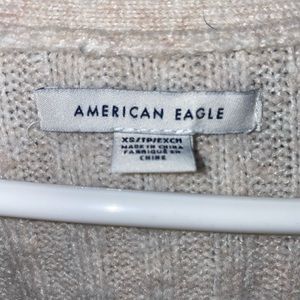 AMERICAN EAGLE
XS/TP/EXCH
MADE IN CHINA
FABRIQUÉ EN
CHINE